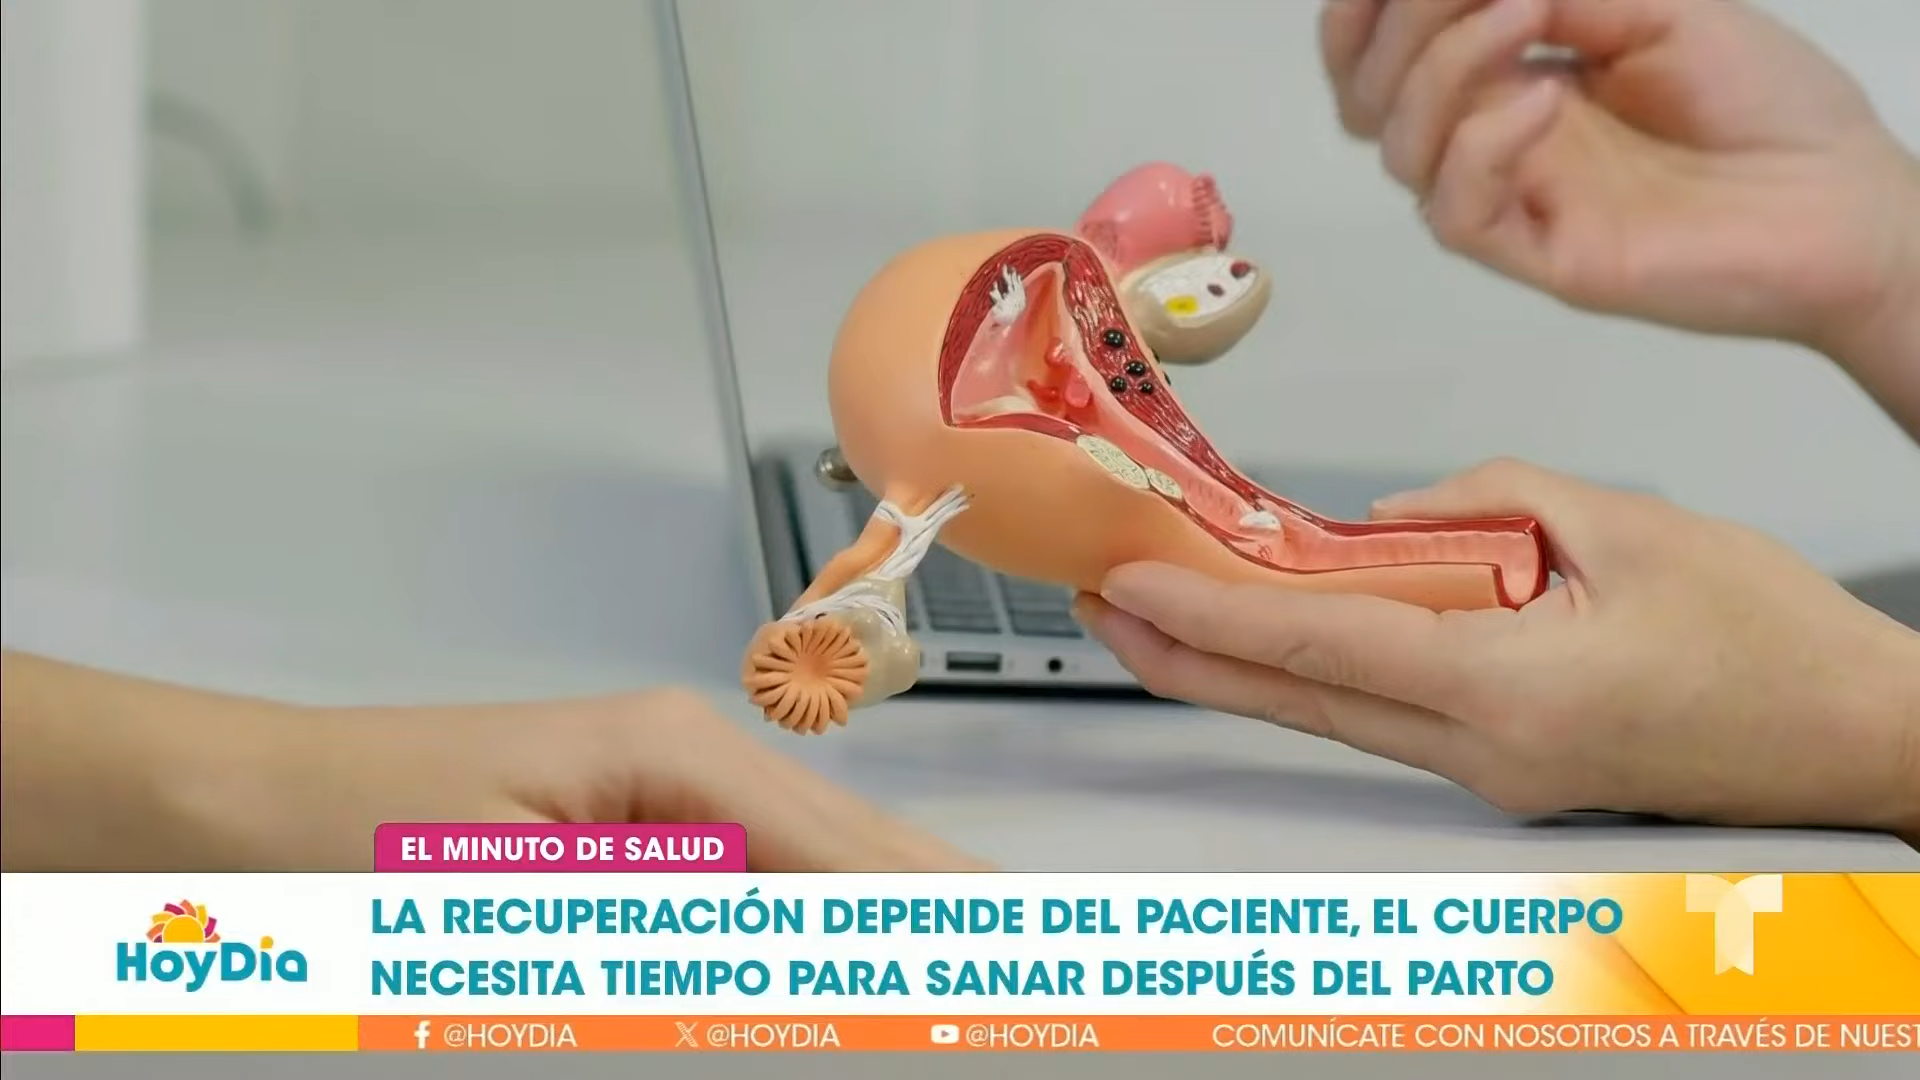 EL MINUTO DE SALUD
HoyDía
LA RECUPERACIÓN DEPENDE DEL PACIENTE, EL CUERPO
NECESITA TIEMPO PARA SANAR DESPUÉS DEL PARTO
@HOYDIA @HOYDIA @HOYDIA COMUNÍCATE CON NOSOTROS A TRAVÉS DE NUEST